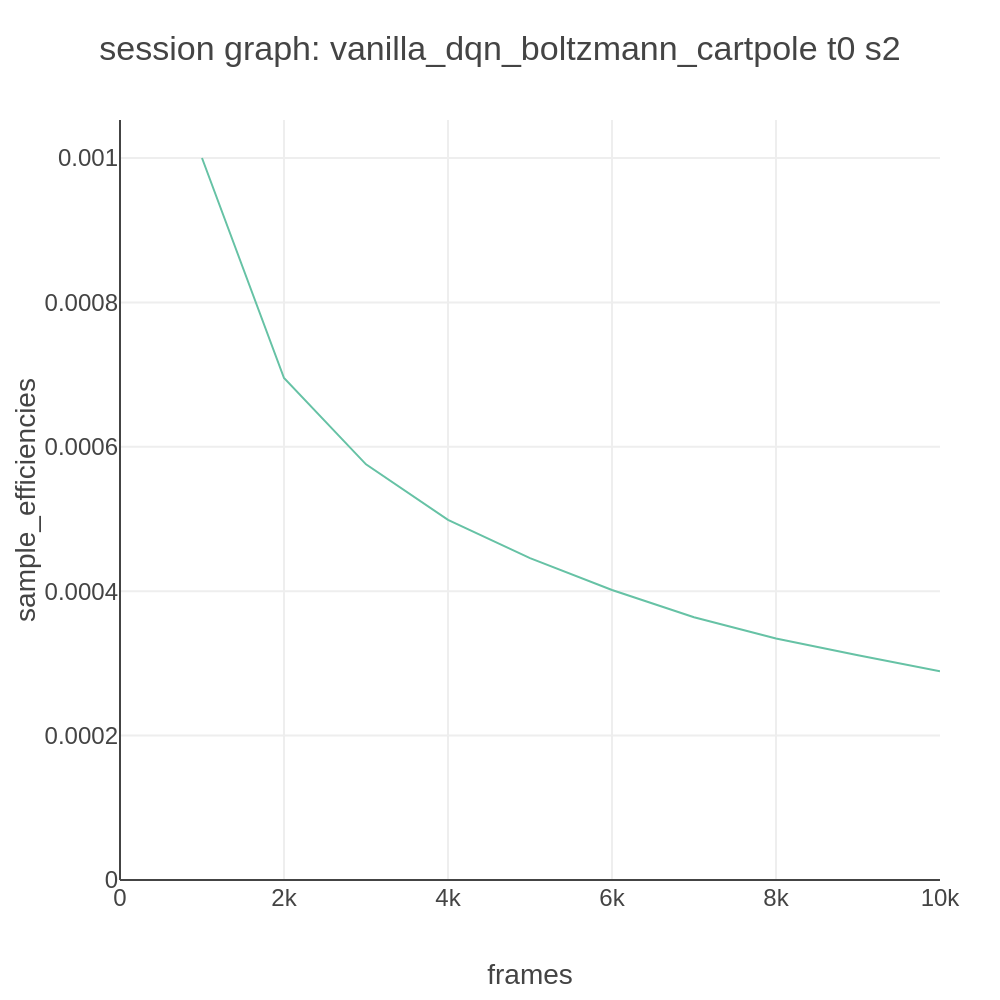 session graph: vanilla_dqn_boltzmann_cartpole t0 s2
0.001
0.0008
0.0006
0.0004
0.0002
0
sample_efficiencies
0
2k
4k
6k
8k
10k
frames